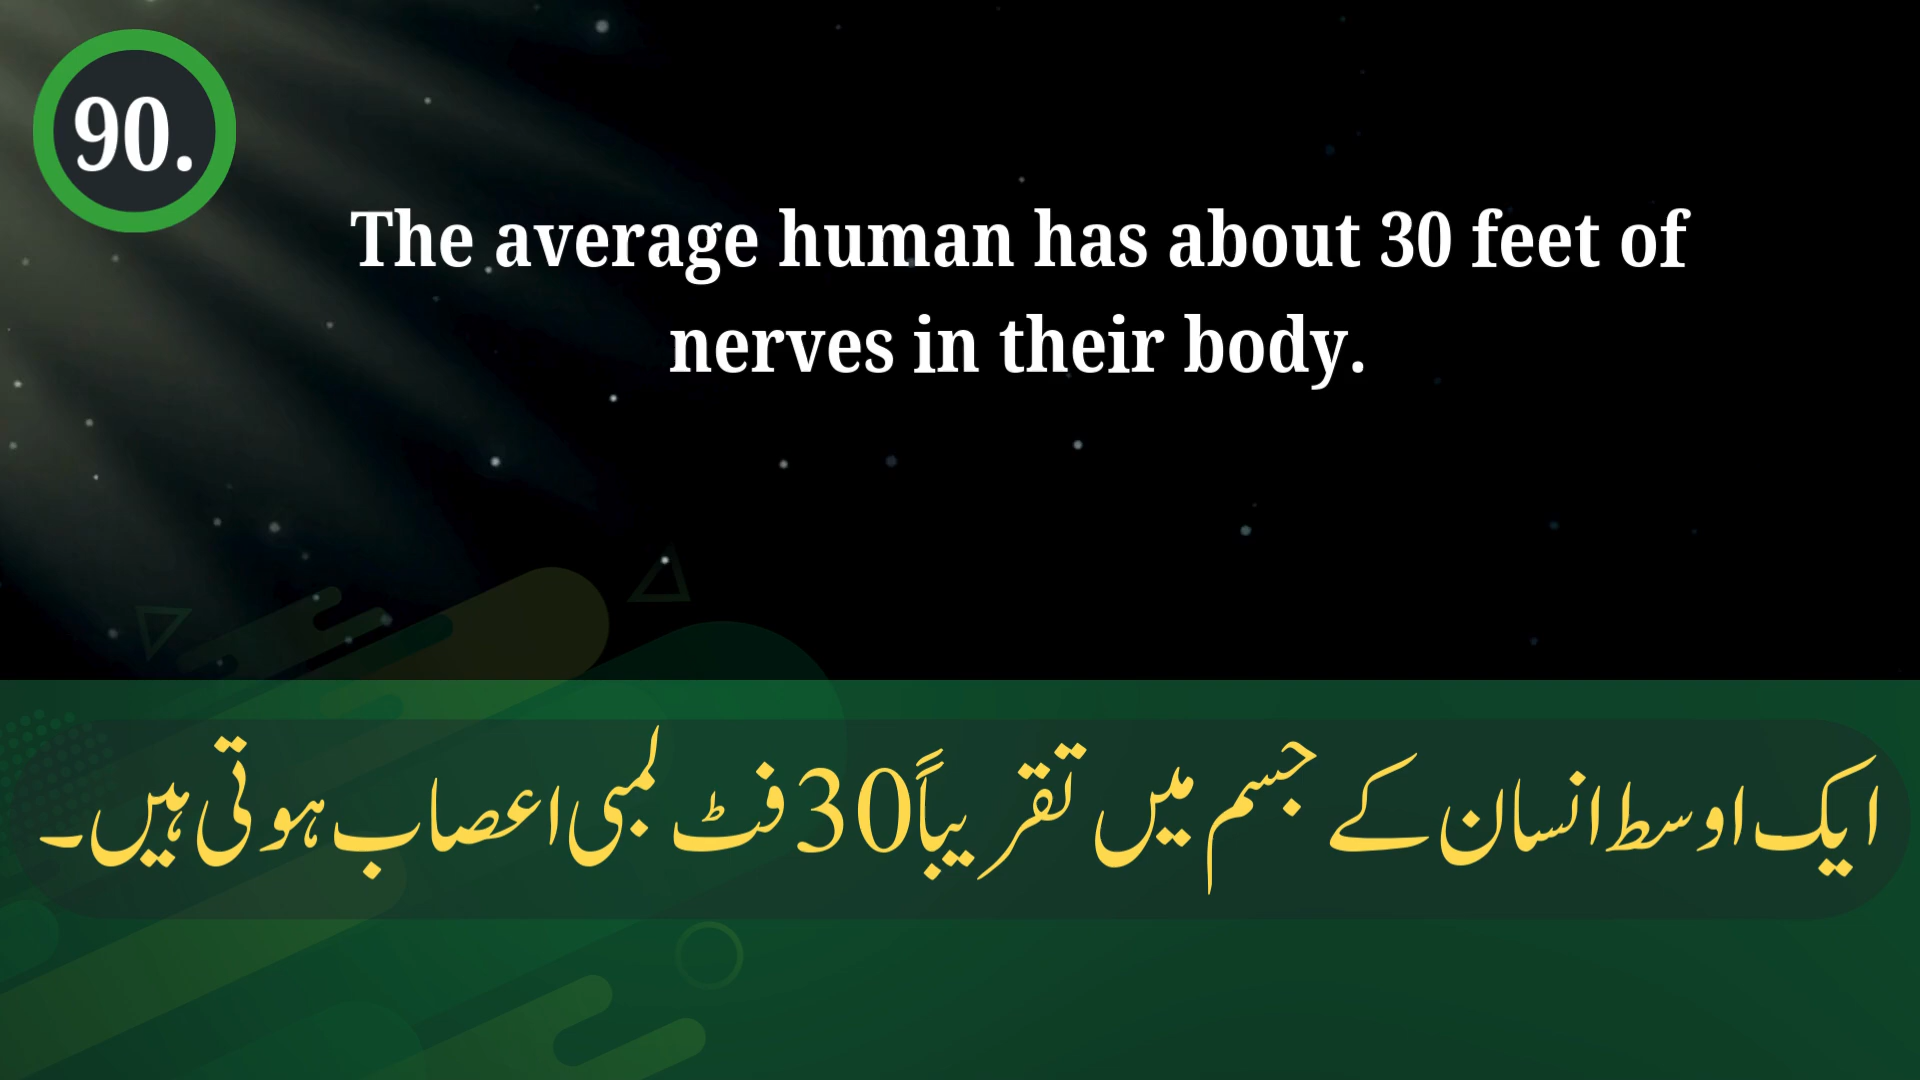 90.
The average human has about 30 feet of
nerves in their body.
ایک اوسط انسان کے جسم میں تقریباً 30 فٹ لمبی اعصاب ہوتی ہیں۔